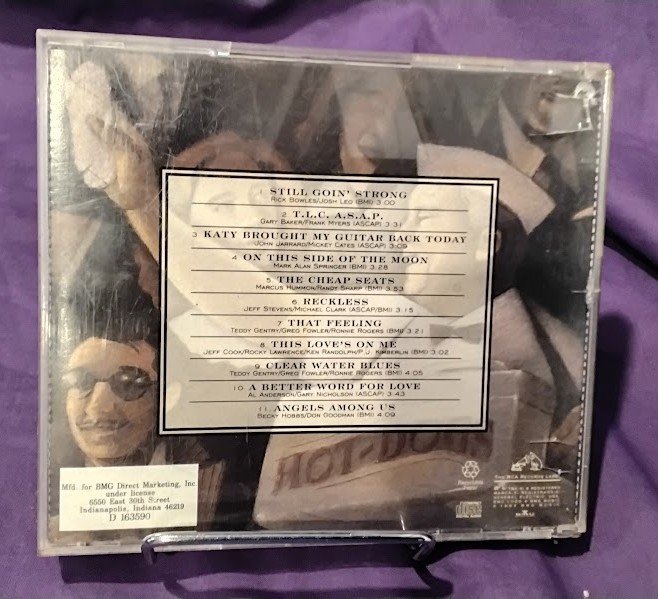 1 STILL GOIN' STRONG
RICK BOWLES/JOSH LEO (BMI) 3:00
2 T.L.C. A.S.A.P.
GARY BAKER/FRANK MYERS (ASCAP) 3:31
3 KATY BROUGHT MY GUITAR BACK TODAY
JOHN JARRARD/MICKEY CATES (ASCAP) 3:09
4 ON THIS SIDE OF THE MOON
MARK ALAN SPRINGER (BMI) 3:28
5 THE CHEAP SEATS
MARCUS HUMMON/RANDY SHARP (BMI) 3:53
6 RECKLESS
JEFF STEVENS/MICHAEL CLARK (ASCAP/BMI) 3:15
7 THAT FEELING
TEDDY GENTRY/GREG FOWLER/RONNIE ROGERS (BMI) 3:21
8 THIS LOVE'S ON ME
JEFF COOK/ROCKY LAWRENCE/KEN RANDOLPH/P.J. KIMBERLIN (BMI) 3:02
9 CLEAR WATER BLUES
TEDDY GENTRY/GREG FOWLER/RONNIE ROGERS (BMI) 4:05
10 A BETTER WORD FOR LOVE
AL ANDERSON/GARY NICHOLSON (ASCAP) 3:43
11 ANGELS AMONG US
BECKY HOBBS/DON GOODMAN (BMI) 4:09
HOT-DOGS
Mfd. for BMG Direct Marketing, Inc.
under license
6550 East 30th Street
Indianapolis, Indiana 46219
D 163590
THE RCA RECORDS LABEL